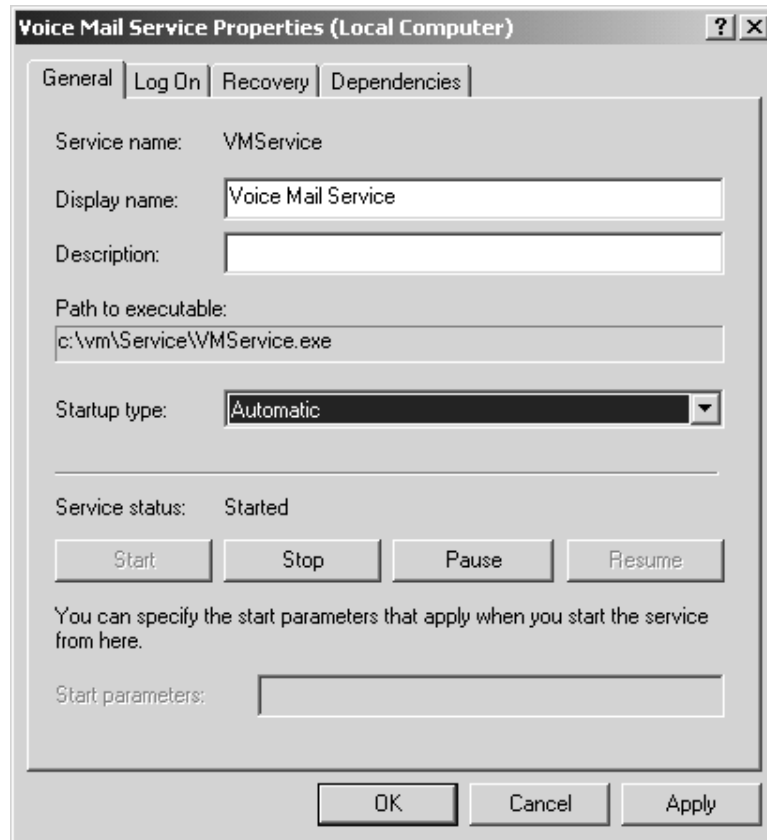 Voice Mail Service Properties (Local Computer)
General Log On Recovery Dependencies
Service name: VMService
Display name: Voice Mail Service
Description:
Path to executable:
c:\vm\Service\VMService.exe
Startup type: Automatic
Service status: Started
Start Stop Pause Resume
You can specify the start parameters that apply when you start the service
from here.
Start parameters:
OK Cancel Apply